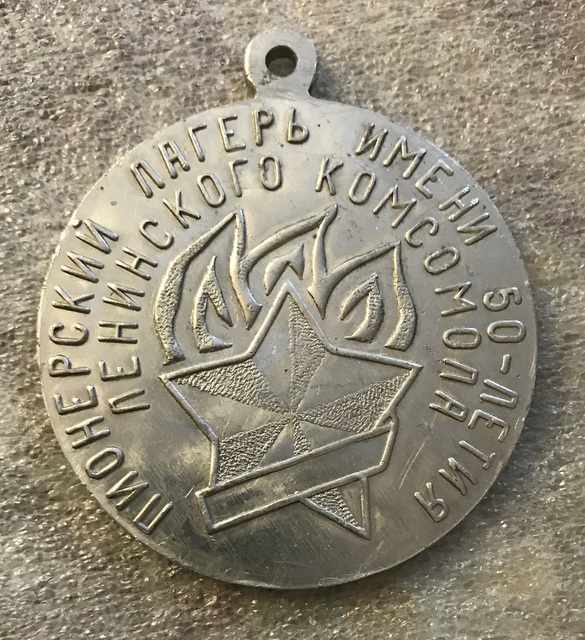 ПИОНЕРСКИЙ ЛАГЕРЬ ИМЕНИ 50-ЛЕТИЯ
ЛЕНИНСКОГО КОМСОМОЛА